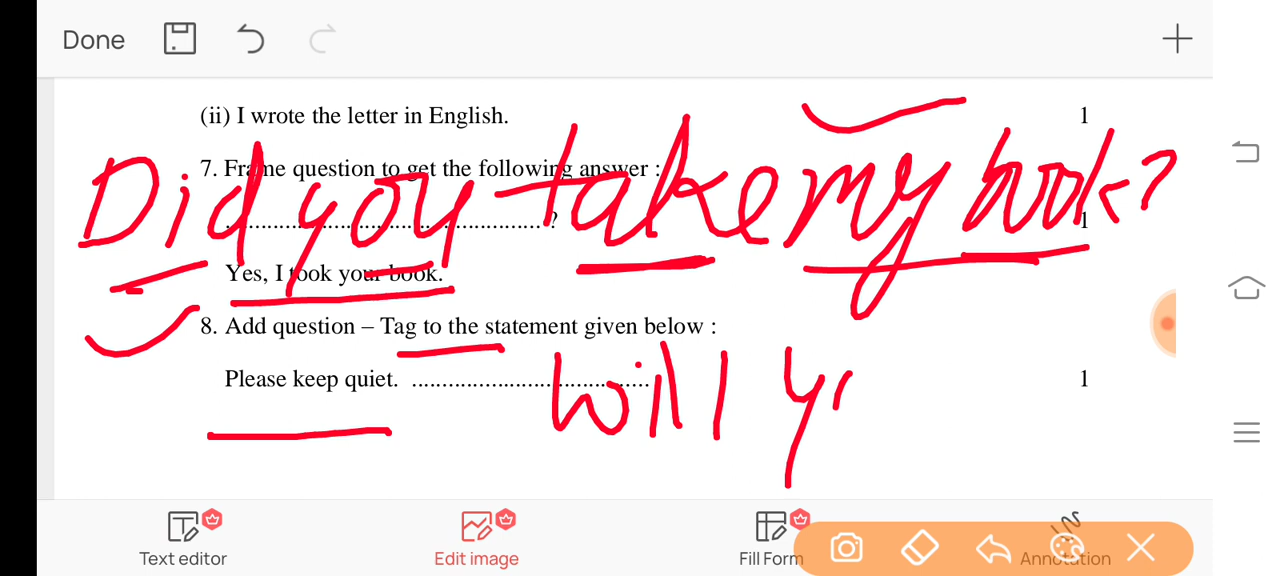 Done
(ii) I wrote the letter in English. 1
7. Frame question to get the following answer :
Did you take my book?
............................................................? 1
Yes, I took your book.
8. Add question – Tag to the statement given below :
Please keep quiet. ........................................ 1
Will y
Text editor Edit image Fill Form Annotation